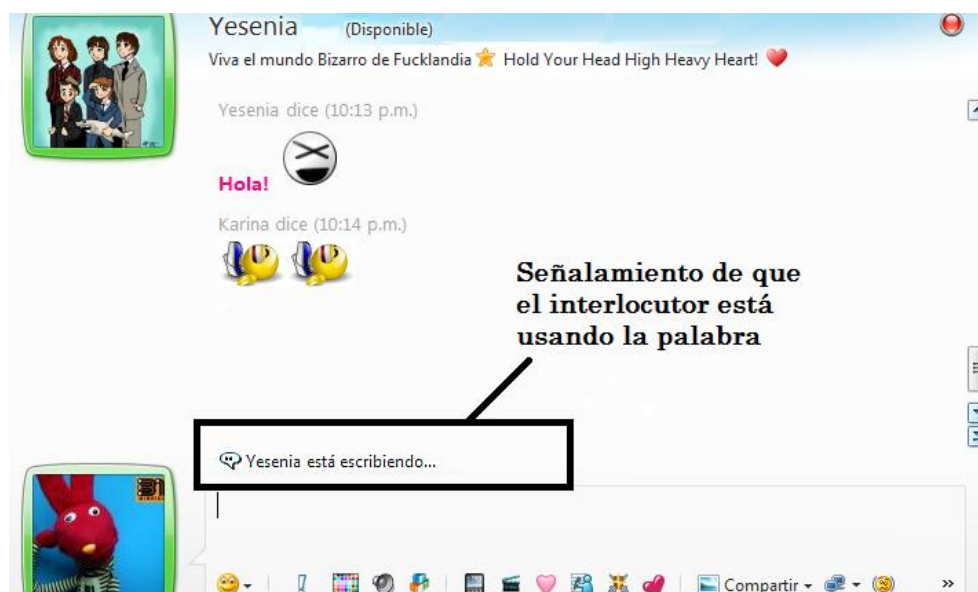 Yesenia (Disponible)
Viva el mundo Bizarro de Fucklandia Hold Your Head High Heavy Heart!
Yesenia dice (10:13 p.m.)
Hola!
Karina dice (10:14 p.m.)
Señalamiento de que
el interlocutor está
usando la palabra
Yesenia está escribiendo...
Compartir